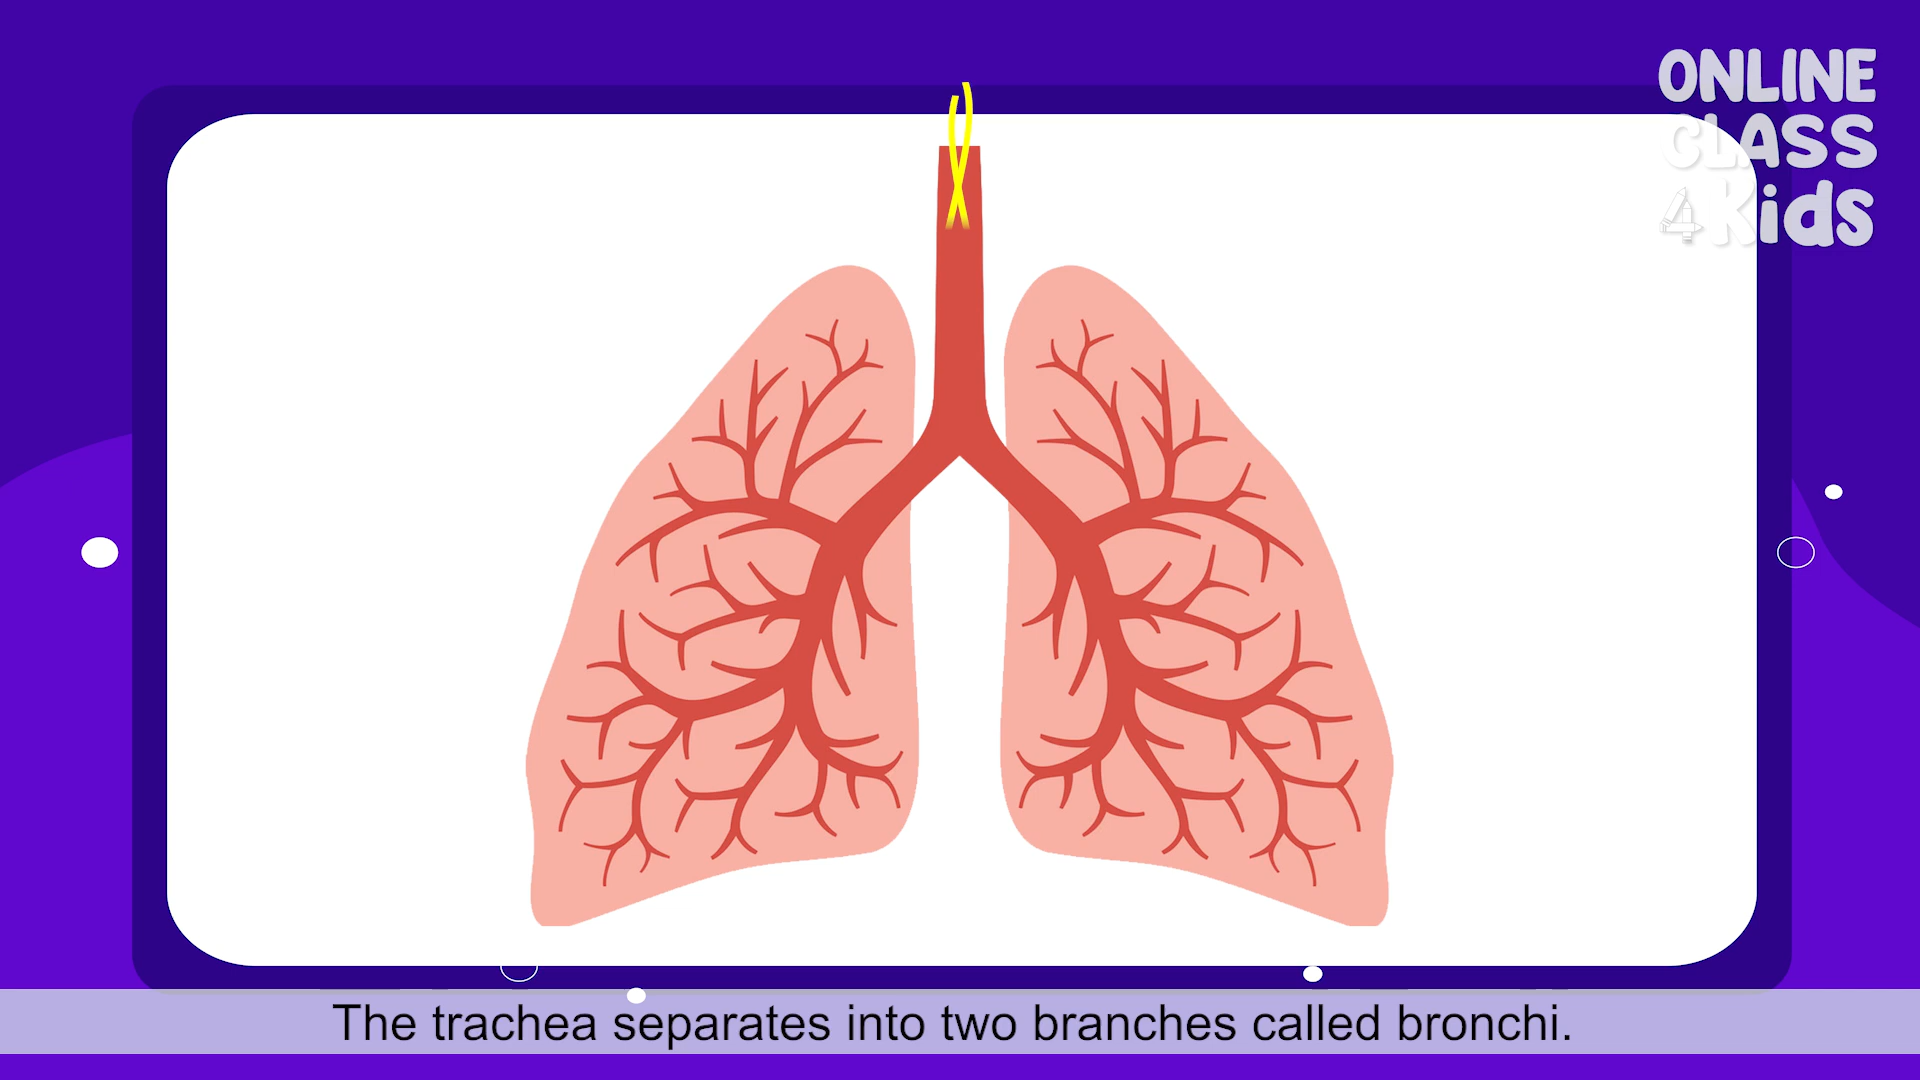 ONLINE
CLASS
4Kids
The trachea separates into two branches called bronchi.